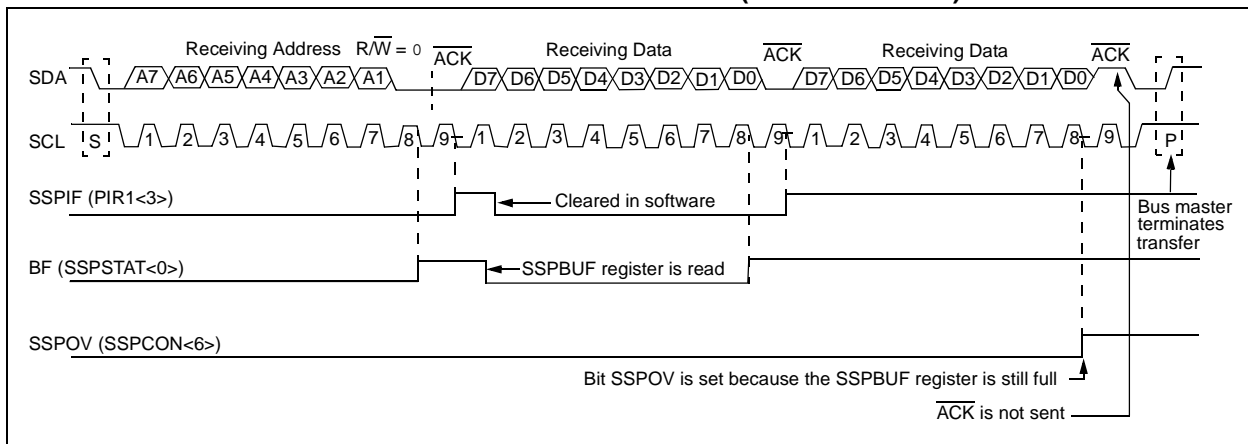 Receiving Address R/W̅ = 0 A̅C̅K̅ Receiving Data A̅C̅K̅ Receiving Data A̅C̅K̅
SDA A7 A6 A5 A4 A3 A2 A1 D7 D6 D5 D4 D3 D2 D1 D0 D7 D6 D5 D4 D3 D2 D1 D0
SCL S 1 2 3 4 5 6 7 8 9 1 2 3 4 5 6 7 8 9 1 2 3 4 5 6 7 8 9 P
SSPIF (PIR1<3>) Cleared in software
Bus master
terminates
transfer
BF (SSPSTAT<0>) SSPBUF register is read
SSPOV (SSPCON<6>)
Bit SSPOV is set because the SSPBUF register is still full
A̅C̅K̅ is not sent